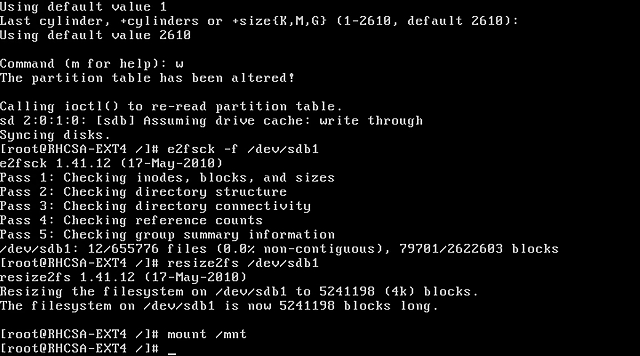 Using default value 1
Last cylinder, +cylinders or +size{K,M,G} (1-2610, default 2610):
Using default value 2610
Command (m for help): w
The partition table has been altered!
Calling ioctl() to re-read partition table.
sd 2:0:1:0: [sdb] Assuming drive cache: write through
Syncing disks.
[root@RHCSA-EXT4 /]# e2fsck -f /dev/sdb1
e2fsck 1.41.12 (17-May-2010)
Pass 1: Checking inodes, blocks, and sizes
Pass 2: Checking directory structure
Pass 3: Checking directory connectivity
Pass 4: Checking reference counts
Pass 5: Checking group summary information
/dev/sdb1: 12/655776 files (0.0% non-contiguous), 79701/2622603 blocks
[root@RHCSA-EXT4 /]# resize2fs /dev/sdb1
resize2fs 1.41.12 (17-May-2010)
Resizing the filesystem on /dev/sdb1 to 5241198 (4k) blocks.
The filesystem on /dev/sdb1 is now 5241198 blocks long.
[root@RHCSA-EXT4 /]# mount /mnt
[root@RHCSA-EXT4 /]# _